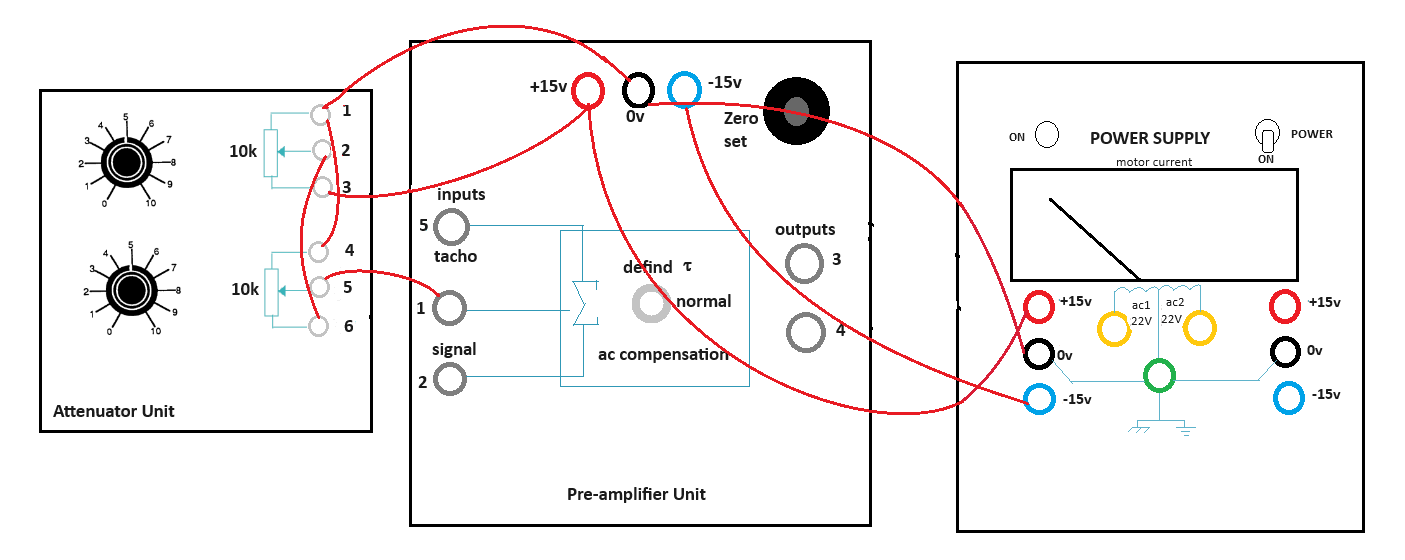 1
2
3
4
5
6
10k
10k
0
1
2
3
4
5
6
7
8
9
10
0
1
2
3
4
5
6
7
8
9
10
Attenuator Unit
+15v
0v
-15v
Zero
set
inputs
5
tacho
1
signal
2
defind τ
normal
ac compensation
outputs
3
4
Pre-amplifier Unit
ON
POWER SUPPLY
POWER
ON
motor current
+15v
ac1
22V
ac2
22V
+15v
0v
0v
-15v
-15v